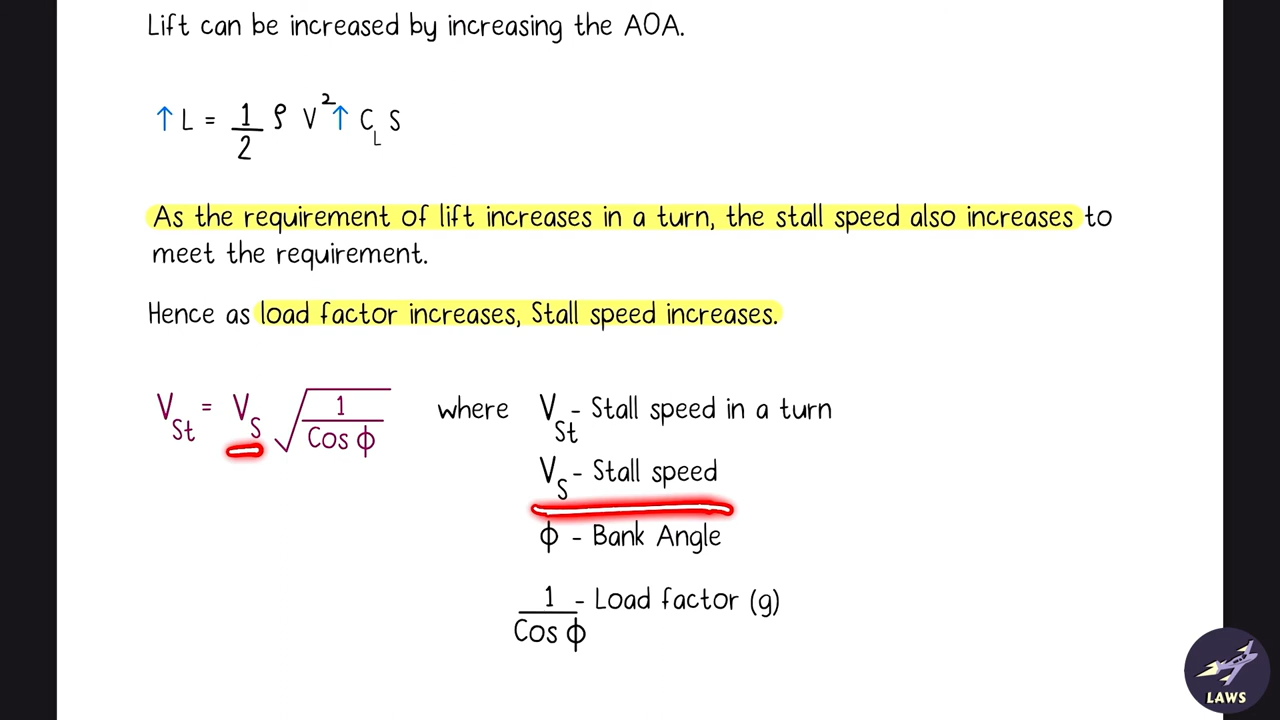 Lift can be increased by increasing the AOA.
↑ L = 1/2 ρ V² ↑ C_L S
As the requirement of lift increases in a turn, the stall speed also increases to
meet the requirement.
Hence as load factor increases, Stall speed increases.
V_St = V_S √(1/Cos ϕ) where V_St - Stall speed in a turn
V_S - Stall speed
ϕ - Bank Angle
1/Cos ϕ - Load factor (g)
LAWS